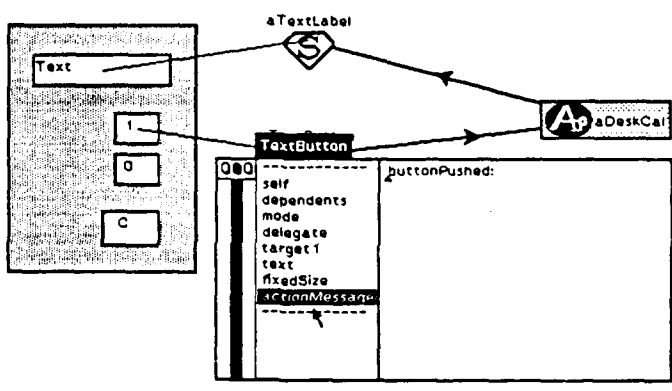 aTextLabel
S
Text
1
0
C
aDeskCal
TextButton
self
dependents
mode
delegate
target1
text
fixedSize
actionMessage
buttonPushed: